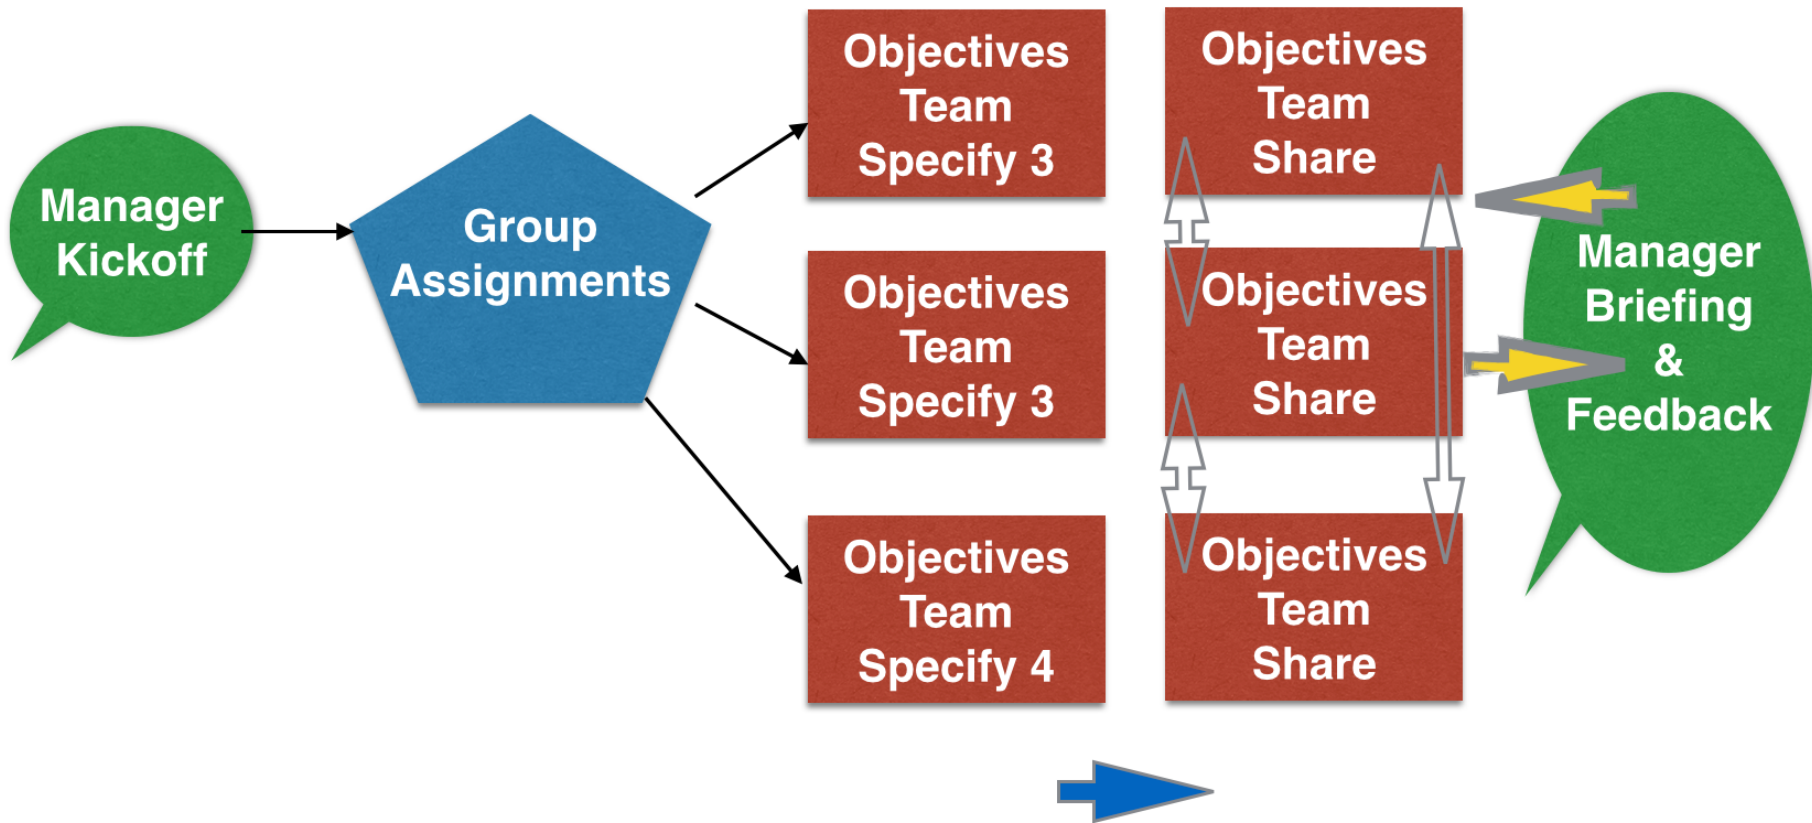 Manager
Kickoff
Group
Assignments
Objectives
Team
Specify 3
Objectives
Team
Specify 3
Objectives
Team
Specify 4
Objectives
Team
Share
Objectives
Team
Share
Objectives
Team
Share
Manager
Briefing
&
Feedback